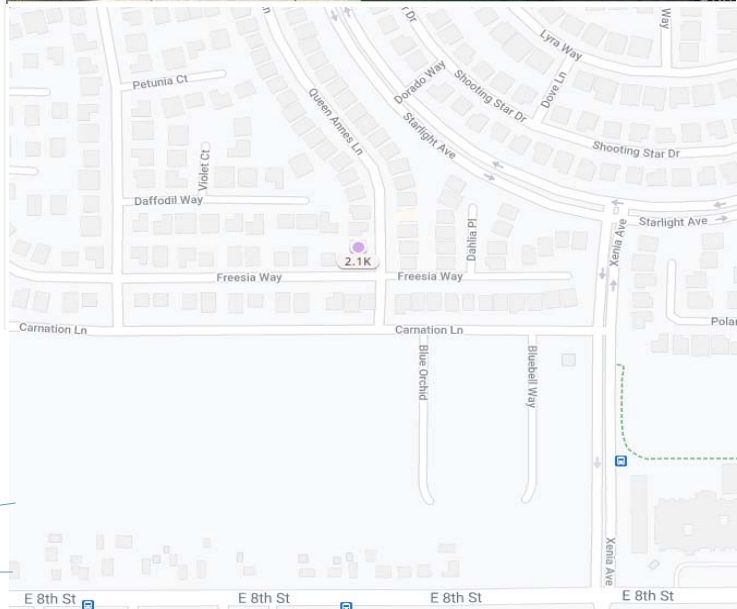 Way
Lyra Way
Petunia Ct
Dorado Way
Shooting Star Dr
Dove Ln
Queen Annes Ln
Starlight Ave
Shooting Star Dr
Violet Ct
Daffodil Way
Dahlia Pl
Starlight Ave
Xenia Ave
2.1K
Freesia Way
Freesia Way
Carnation Ln
Carnation Ln
Blue Orchid
Bluebell Way
Xenia Ave
E 8th St
E 8th St
E 8th St
E 8th St